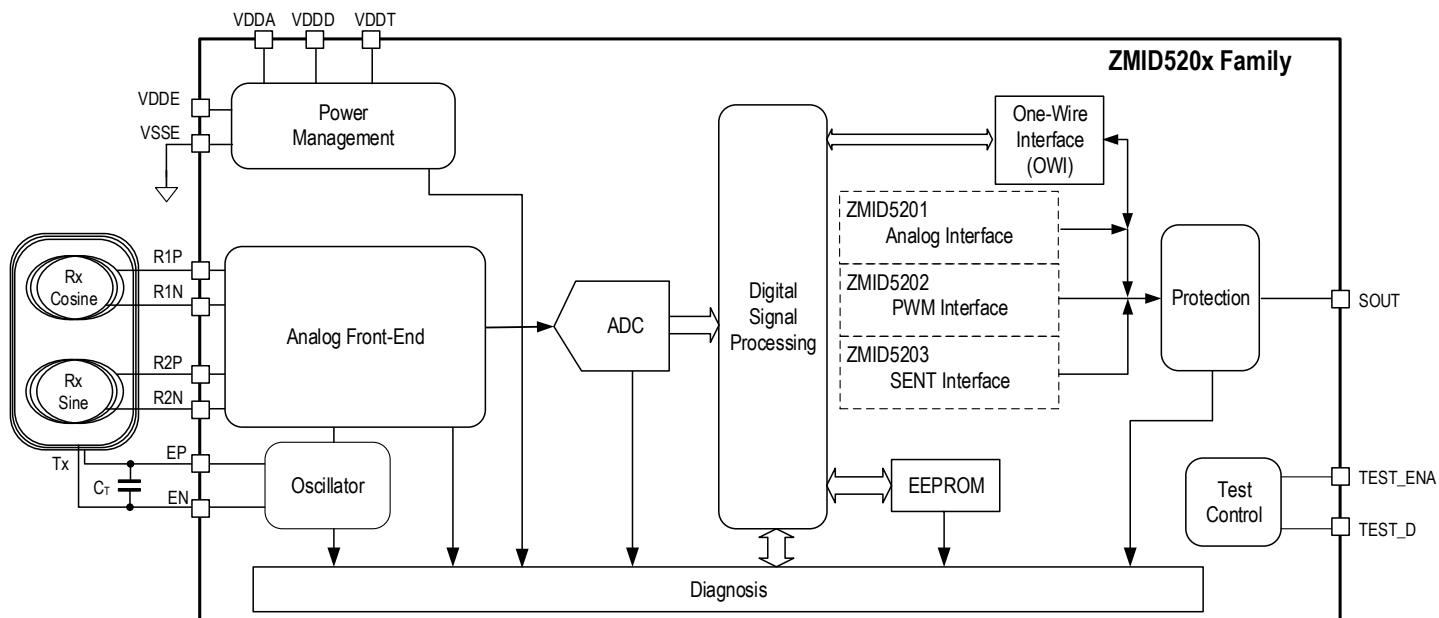 VDDA
VDDD
VDDT
ZMID520x Family
VDDE
VSSE
Power
Management
One-Wire
Interface
(OWI)
R1P
R1N
R2P
R2N
Rx
Cosine
Rx
Sine
Analog Front-End
ADC
Digital
Signal
Processing
ZMID5201
Analog Interface
ZMID5202
PWM Interface
ZMID5203
SENT Interface
Protection
SOUT
Tx
CT
EP
EN
Oscillator
EEPROM
Test
Control
TEST_ENA
TEST_D
Diagnosis